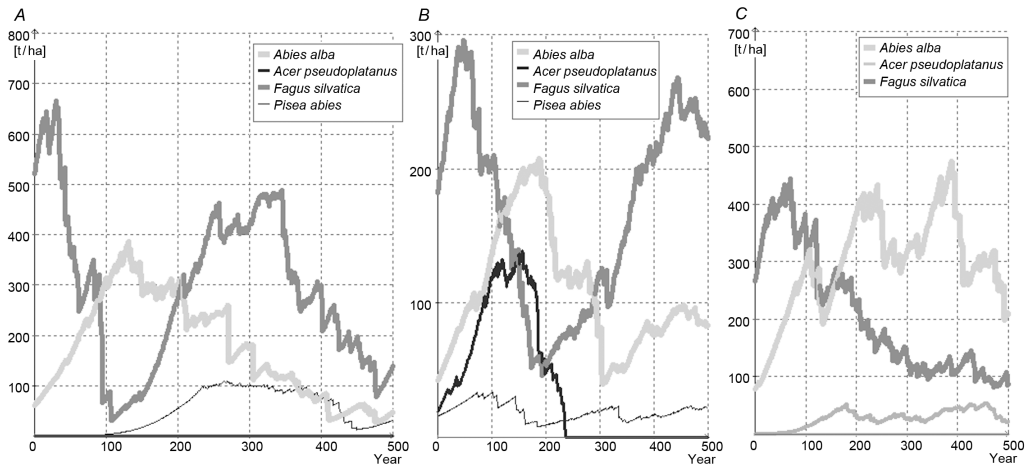 A
800
[t/ha]
700
600
500
400
300
200
100
0
100
200
300
400
500
Year
Abies alba
Acer pseudoplatanus
Fagus silvatica
Pisea abies
B
300
[t/ha]
200
100
0
100
200
300
400
500
Year
Abies alba
Acer pseudoplatanus
Fagus silvatica
Pisea abies
C
700
[t/ha]
600
500
400
300
200
100
0
100
200
300
400
500
Year
Abies alba
Acer pseudoplatanus
Fagus silvatica